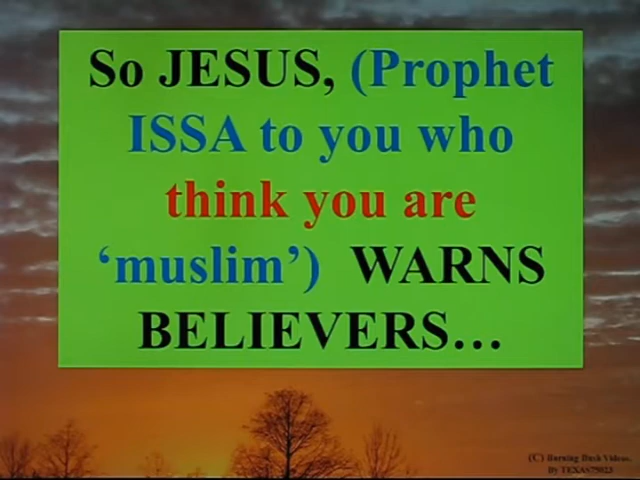 So JESUS, (Prophet
ISSA to you who
think you are
‘muslim’) WARNS
BELIEVERS…
(C) Burning Bush Videos,
By TEXAS75023